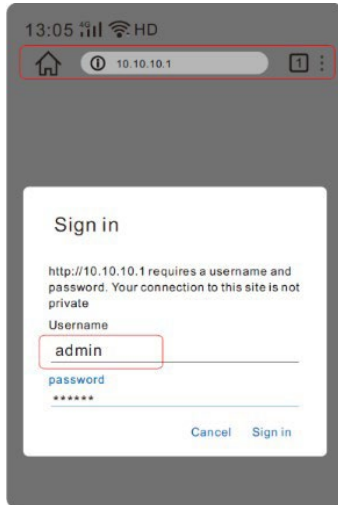 13:05 4G HD
10.10.10.1
1
Sign in
http://10.10.10.1 requires a username and
password. Your connection to this site is not
private
Username
admin
password
******
Cancel Sign in